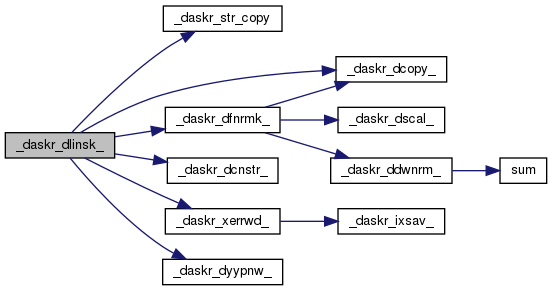 _daskr_str_copy
_daskr_dcopy_
_daskr_dfnrmk_
_daskr_dscal_
_daskr_dlinsk_
_daskr_dcnstr_
_daskr_ddwnrm_
sum
_daskr_xerrwd_
_daskr_ixsav_
_daskr_dyypnw_